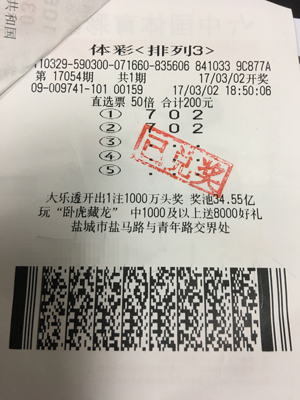 共和国
体彩<排列3>
110329-590300-071660-835606 841033 9C877A
第 17054期 共1期 17/03/02开奖
09-009741-101 00159 17/03/02 18:50:06
直选票 50倍 合计200元
① 7 0 2
② 7 0 2
③
④
⑤
已兑奖
大乐透开出1注1000万头奖 奖池34.55亿
玩“卧虎藏龙” 中1000及以上送8000好礼
盐城市盐马路与青年路交界处